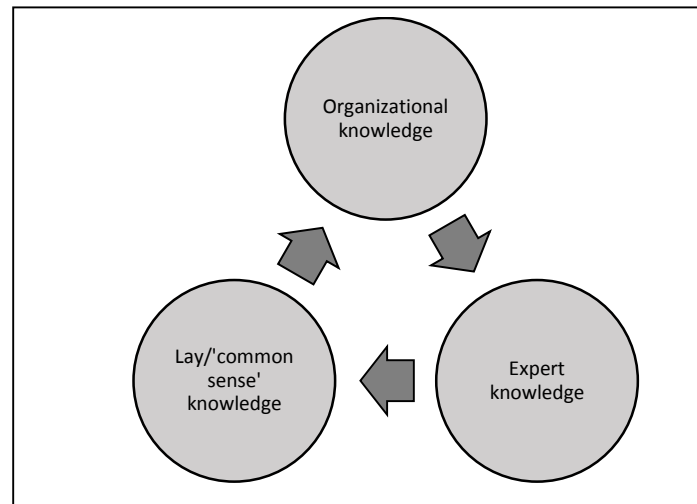 Organizational
knowledge
Lay/'common
sense'
knowledge
Expert
knowledge